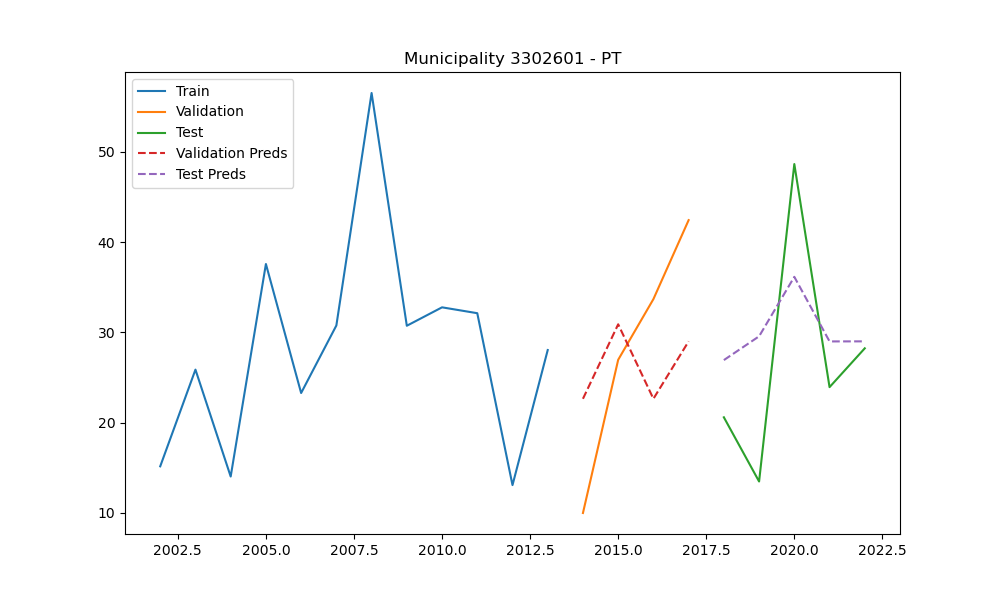 Municipality 3302601 - PT
Train
Validation
Test
Validation Preds
Test Preds
50
40
30
20
10
2002.5 2005.0 2007.5 2010.0 2012.5 2015.0 2017.5 2020.0 2022.5